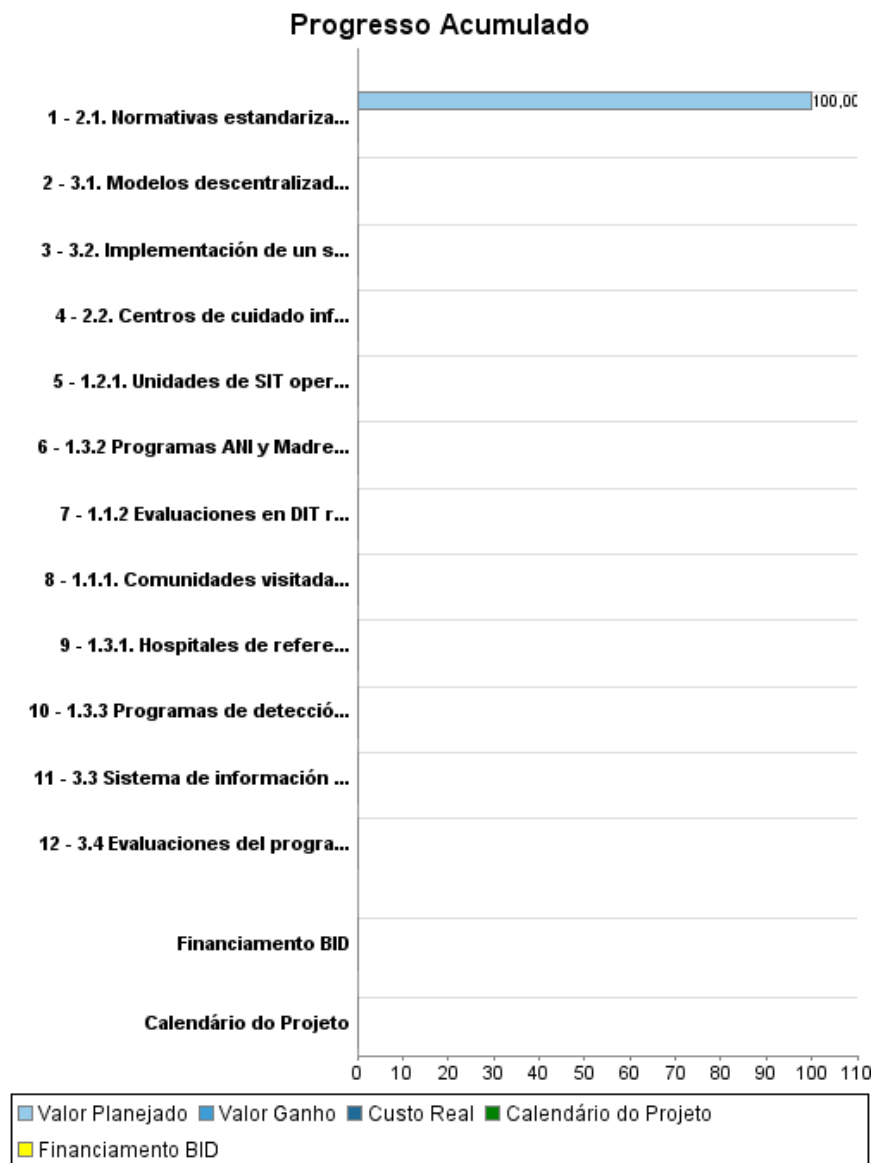 Progresso Acumulado
100,00
1 - 2.1. Normativas estandariza...
2 - 3.1. Modelos descentralizad...
3 - 3.2. Implementación de un s...
4 - 2.2. Centros de cuidado inf...
5 - 1.2.1. Unidades de SIT oper...
6 - 1.3.2 Programas ANI y Madre...
7 - 1.1.2 Evaluaciones en DIT r...
8 - 1.1.1. Comunidades visitada...
9 - 1.3.1. Hospitales de refere...
10 - 1.3.3 Programas de detecció...
11 - 3.3 Sistema de información ...
12 - 3.4 Evaluaciones del progra...
Financiamento BID
Calendário do Projeto
0 10 20 30 40 50 60 70 80 90 100 110
Valor Planejado Valor Ganho Custo Real Calendário do Projeto
Financiamento BID